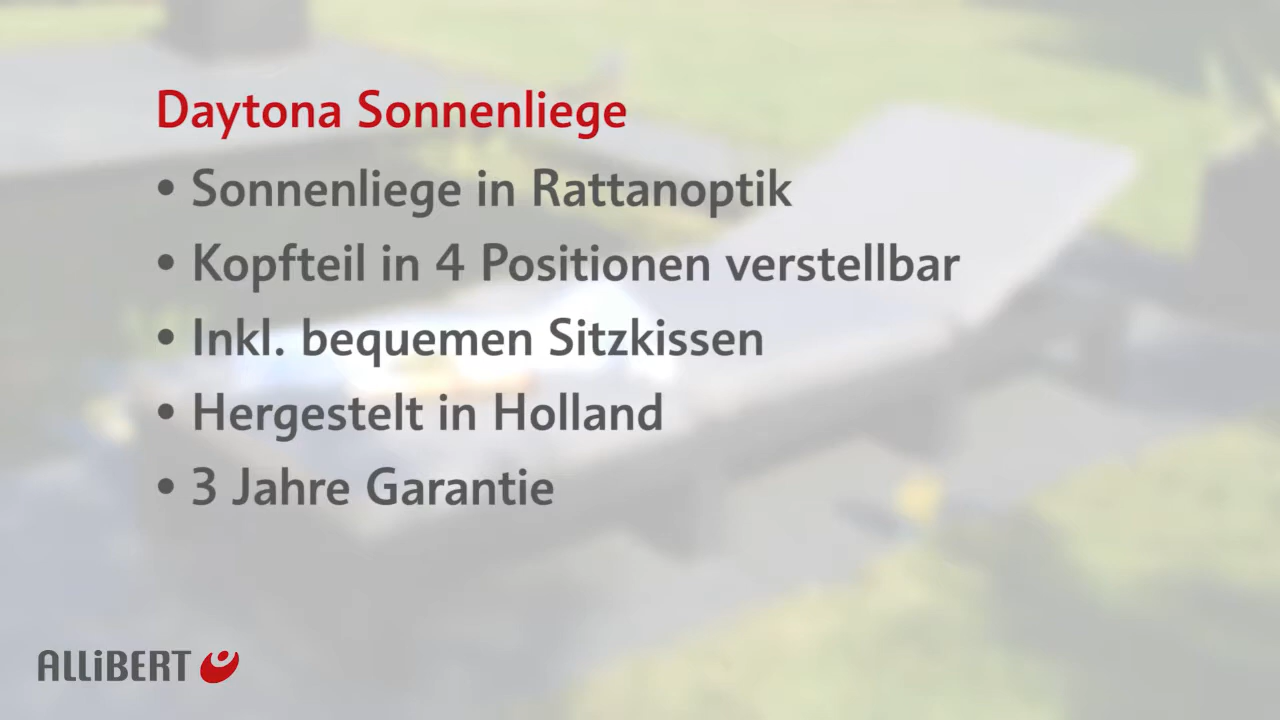 Daytona Sonnenliege
• Sonnenliege in Rattanoptik
• Kopfteil in 4 Positionen verstellbar
• Inkl. bequemen Sitzkissen
• Hergestelt in Holland
• 3 Jahre Garantie
ALLiBERT